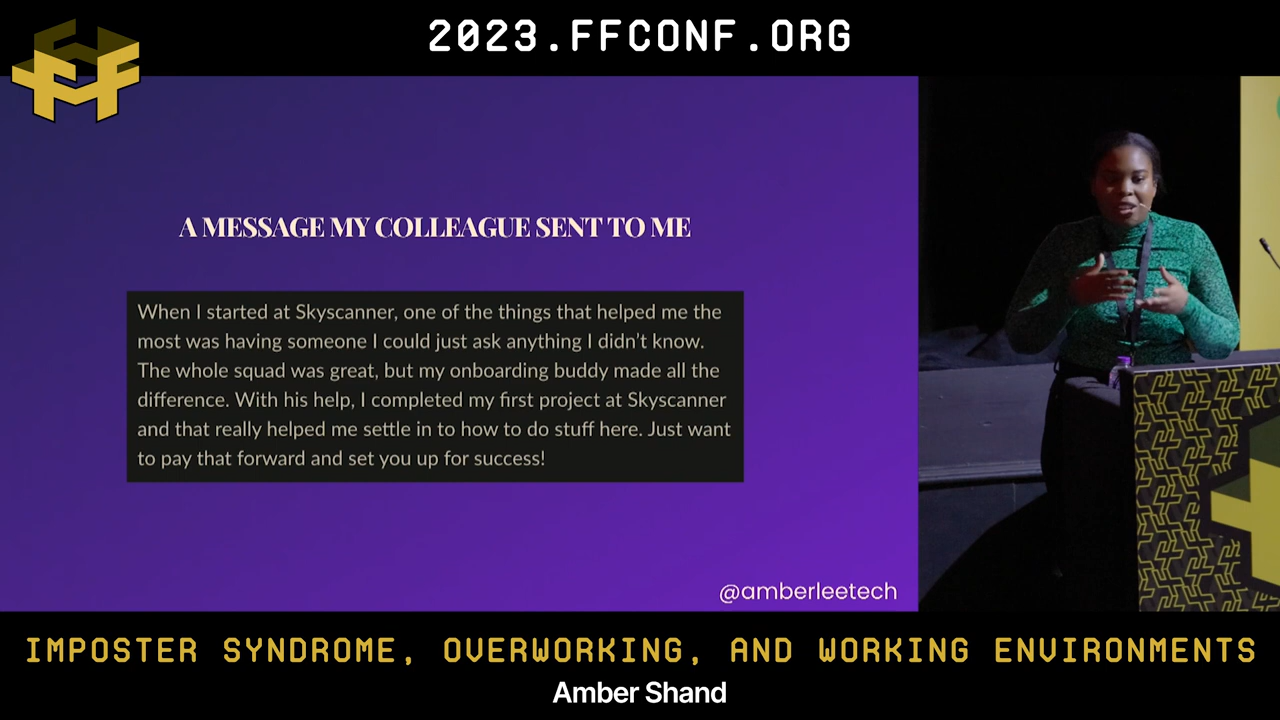 2023.FFCONF.ORG
A MESSAGE MY COLLEAGUE SENT TO ME
When I started at Skyscanner, one of the things that helped me the
most was having someone I could just ask anything I didn't know.
The whole squad was great, but my onboarding buddy made all the
difference. With his help, I completed my first project at Skyscanner
and that really helped me settle in to how to do stuff here. Just want
to pay that forward and set you up for success!
@amberleetech
IMPOSTER SYNDROME, OVERWORKING, AND WORKING ENVIRONMENTS
Amber Shand